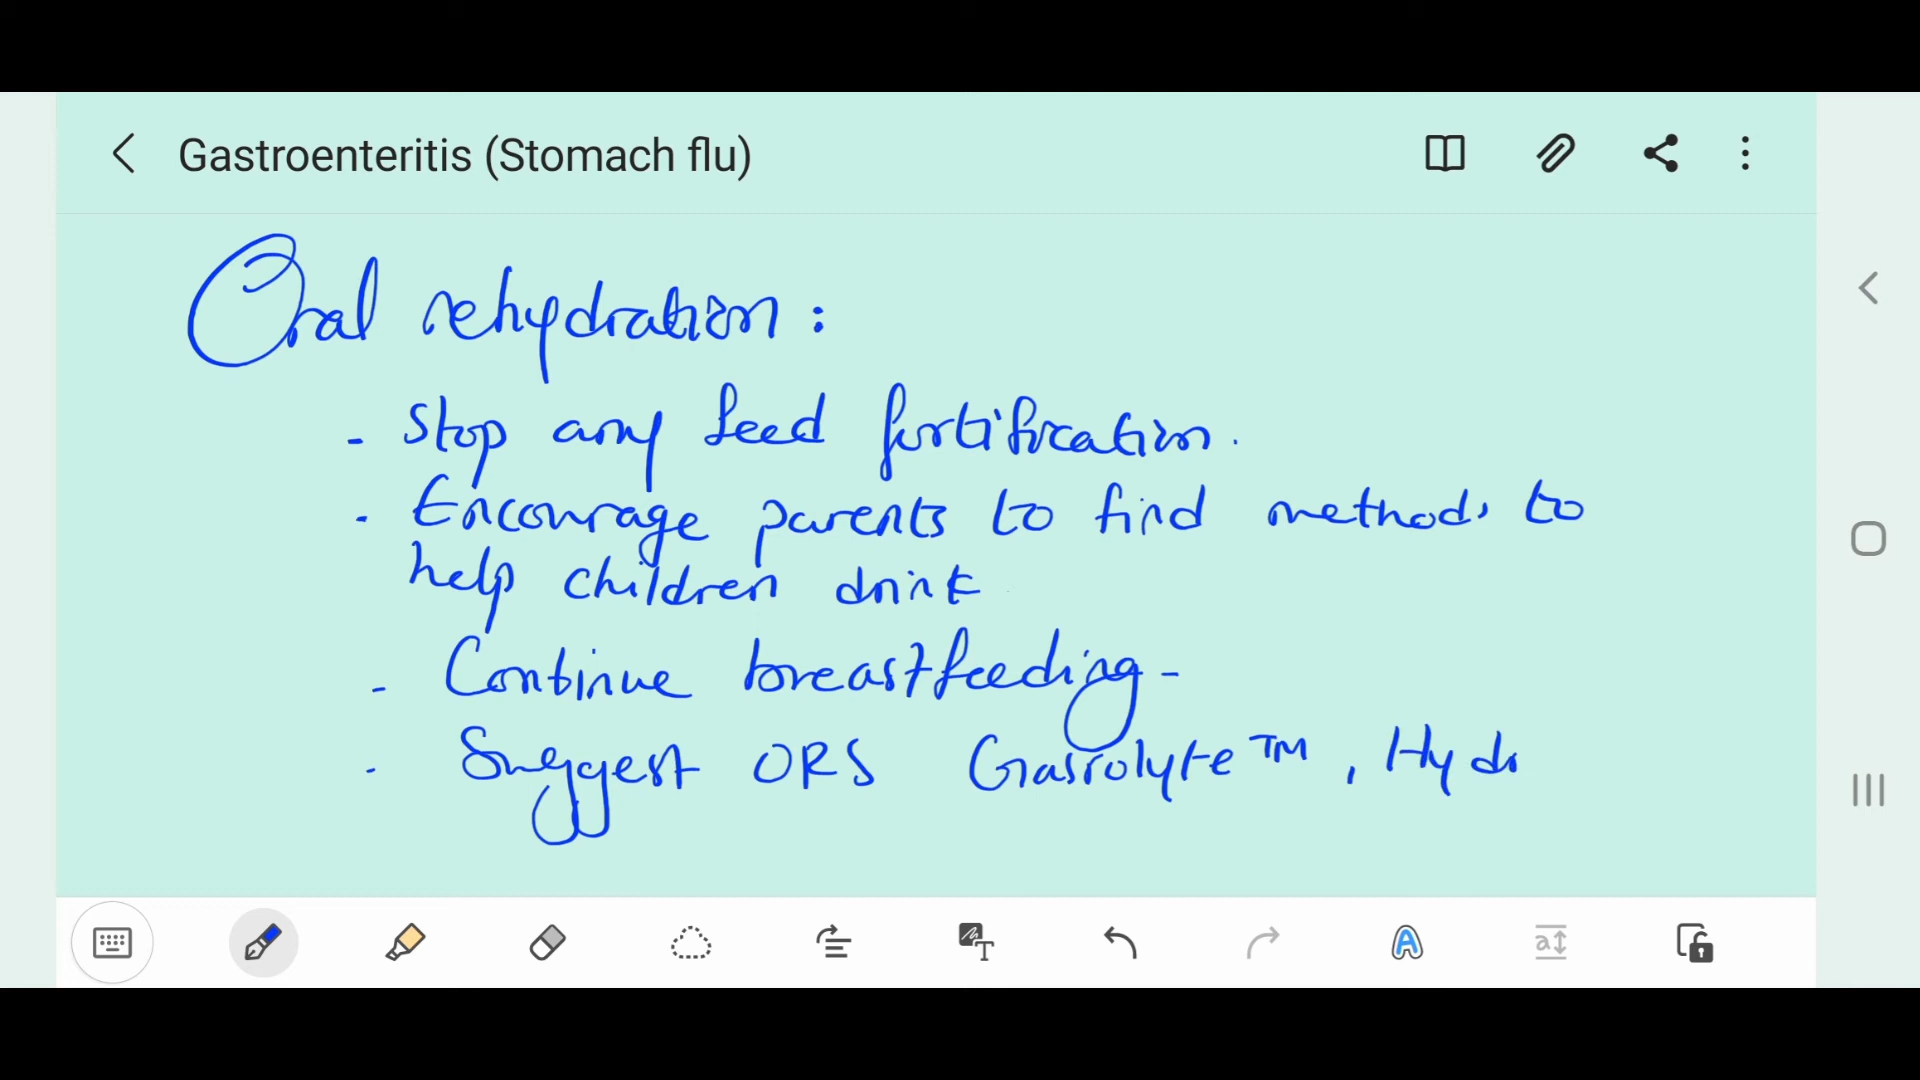 Gastroenteritis (Stomach flu)
Oral rehydration :
- Stop any feed fortification.
- Encourage parents to find methods to
help children drink
- Continue breastfeeding -
- Suggest ORS Gastrolyte™, Hydr